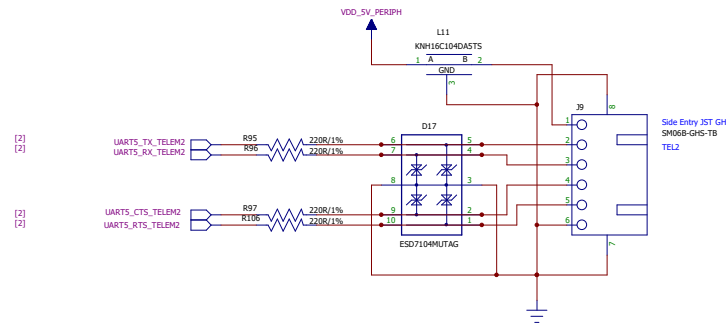 VDD_5V_PERIPH
L11
KNH16C104DA5TS
1 A B 2
GND
3
J9
8
Side Entry JST GH
SM06B-GHS-TB
TEL2
D17
[2] UART5_TX_TELEM2 R95 220R/1% 6 5 1 2
[2] UART5_RX_TELEM2 R96 220R/1% 7 4 3
8 3 4
[2] UART5_CTS_TELEM2 R97 220R/1% 9 2 5
[2] UART5_RTS_TELEM2 R106 220R/1% 10 1 6
ESD7104MUTAG
7